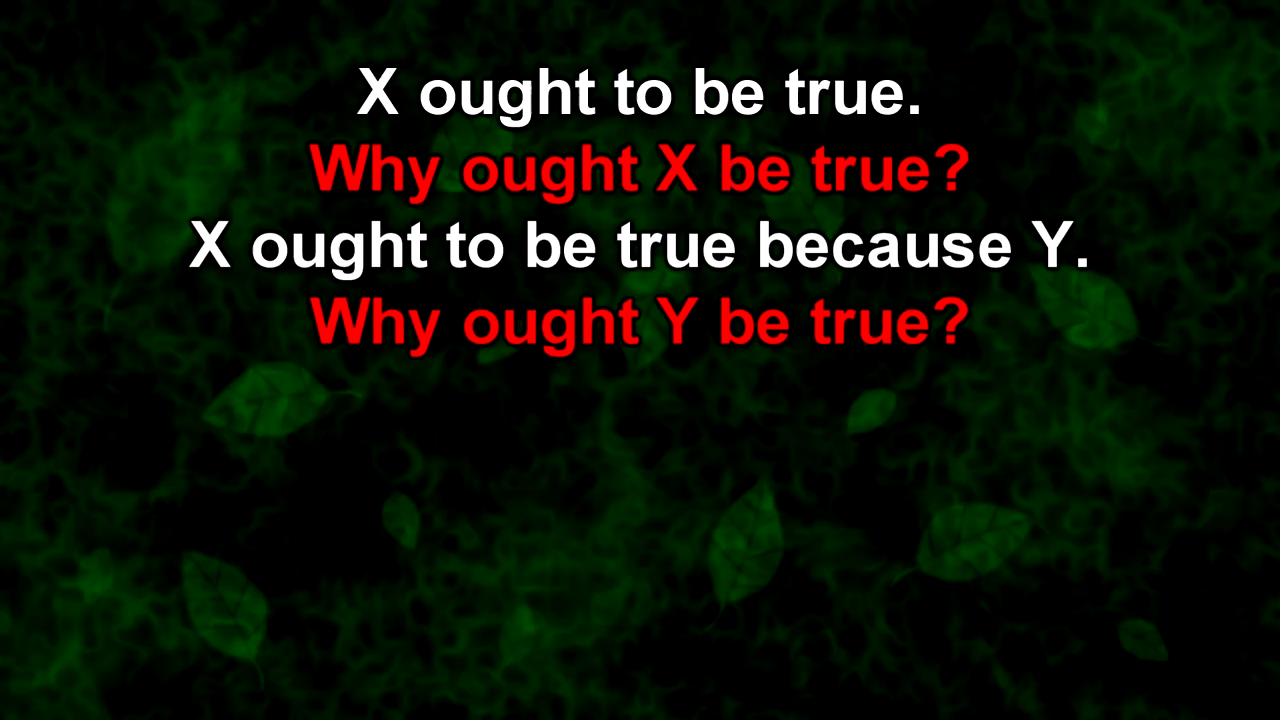 X ought to be true.
Why ought X be true?
X ought to be true because Y.
Why ought Y be true?